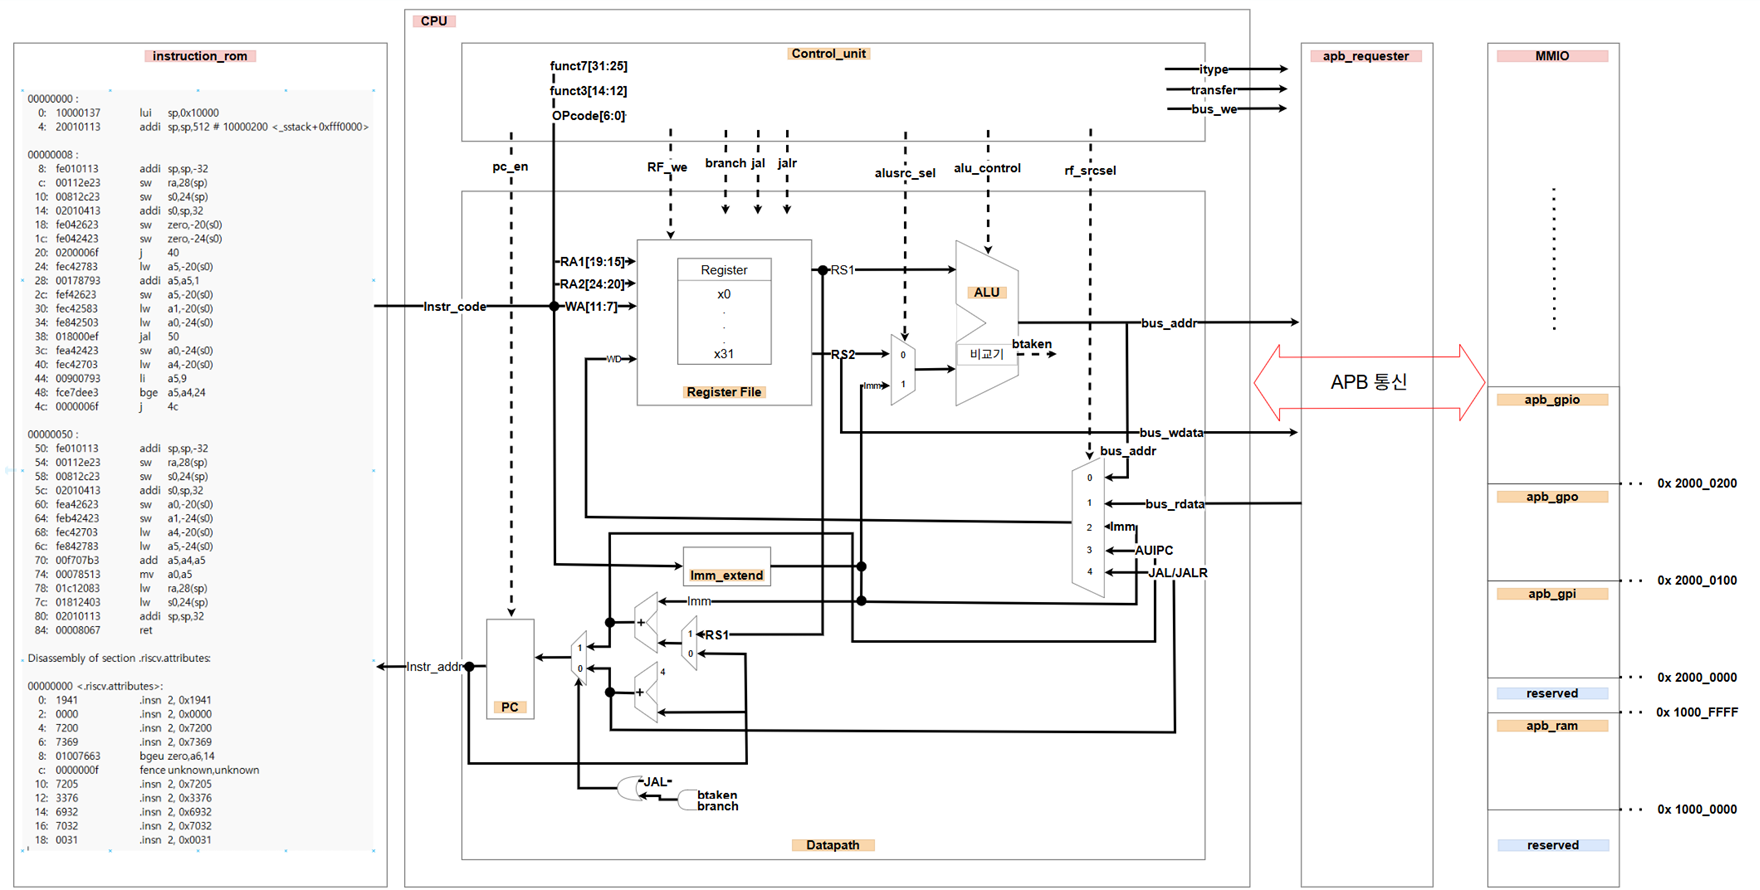 instruction_rom
00000000 :
0: 10000137 lui sp,0x10000
4: 20010113 addi sp,sp,512 # 10000200 <_sstack+0xfff0000>
00000008 :
8: fe010113 addi sp,sp,-32
c: 00112e23 sw ra,28(sp)
10: 00812c23 sw s0,24(sp)
14: 02010413 addi s0,sp,32
18: fe042623 sw zero,-20(s0)
1c: fe042423 sw zero,-24(s0)
20: 0200006f j 40
24: fec42783 lw a5,-20(s0)
28: 00178793 addi a5,a5,1
2c: fef42623 sw a5,-20(s0)
30: fec42583 lw a1,-20(s0)
34: fe842503 lw a0,-24(s0)
38: 018000ef jal 50
3c: fea42423 sw a0,-24(s0)
40: fec42703 lw a4,-20(s0)
44: 00900793 li a5,9
48: fce7dee3 bge a5,a4,24
4c: 0000006f j 4c
00000050 :
50: fe010113 addi sp,sp,-32
54: 00112e23 sw ra,28(sp)
58: 00812c23 sw s0,24(sp)
5c: 02010413 addi s0,sp,32
60: fea42623 sw a0,-20(s0)
64: feb42423 sw a1,-24(s0)
68: fec42703 lw a4,-20(s0)
6c: fe842783 lw a5,-24(s0)
70: 00f707b3 add a5,a4,a5
74: 00078513 mv a0,a5
78: 01c12083 lw ra,28(sp)
7c: 01812403 lw s0,24(sp)
80: 02010113 addi sp,sp,32
84: 00008067 ret
Disassembly of section .riscv.attributes:
00000000 <.riscv.attributes>:
0: 1941 .insn 2, 0x1941
2: 0000 .insn 2, 0x0000
4: 7200 .insn 2, 0x7200
6: 7369 .insn 2, 0x7369
8: 01007663 bgeu zero,a6,14
c: 0000000f fence unknown,unknown
10: 7205 .insn 2, 0x7205
12: 3376 .insn 2, 0x3376
14: 6932 .insn 2, 0x6932
16: 7032 .insn 2, 0x7032
18: 0031 .insn 2, 0x0031
CPU
Control_unit
funct7[31:25]
funct3[14:12]
OPcode[6:0]
itype
transfer
bus_we
pc_en
RF_we
branch
jal
jalr
alusrc_sel
alu_control
rf_srcsel
Instr_code
RA1[19:15]
RA2[24:20]
WA[11:7]
WD
Register
x0
.
.
.
x31
Register File
RS1
RS2
0
1
Imm
ALU
비교기
btaken
bus_addr
bus_wdata
bus_addr
0
1
2
3
4
bus_rdata
Imm
AUIPC
JAL/JALR
Imm_extend
Imm
+
1
0
RS1
4
+
1
0
PC
Instr_addr
JAL
btaken
branch
Datapath
apb_requester
APB 통신
MMIO
apb_gpio
0x 2000_0200
apb_gpo
0x 2000_0100
apb_gpi
0x 2000_0000
reserved
0x 1000_FFFF
apb_ram
0x 1000_0000
reserved